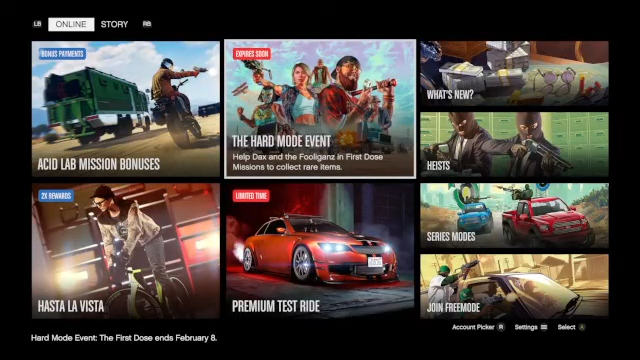 LB ONLINE STORY RB
BONUS PAYMENTS
ACID LAB MISSION BONUSES
EXPIRES SOON
THE HARD MODE EVENT
Help Dax and the Fooliganz in First Dose
Missions to collect rare items.
WHAT'S NEW?
HEISTS
2X REWARDS
HASTA LA VISTA
LIMITED TIME
PREMIUM TEST RIDE
SERIES MODES
JOIN FREEMODE
Account Picker R Settings Select A
Hard Mode Event: The First Dose ends February 8.